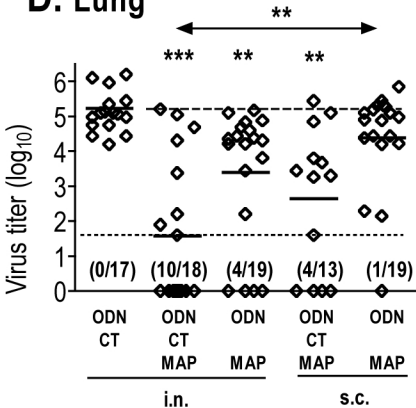 D. Lung
**
*** ** **
Virus titer (log10)
6
5
4
3
2
1
0
(0/17) (10/18) (4/19) (4/13) (1/19)
ODN ODN ODN ODN ODN
CT CT CT
MAP MAP MAP MAP
i.n. s.c.